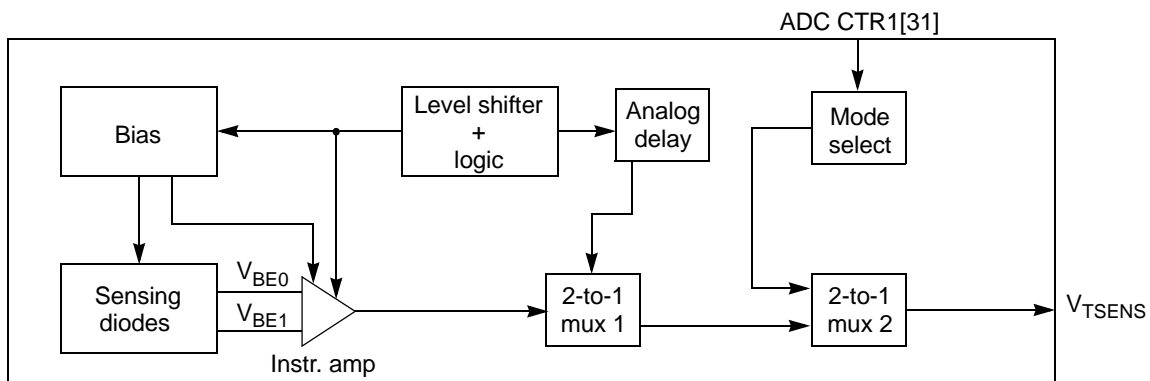 ADC CTR1[31]
Bias
Level shifter
+
logic
Analog
delay
Mode
select
Sensing
diodes
VBE0
VBE1
Instr. amp
2-to-1
mux 1
2-to-1
mux 2
VTSENS